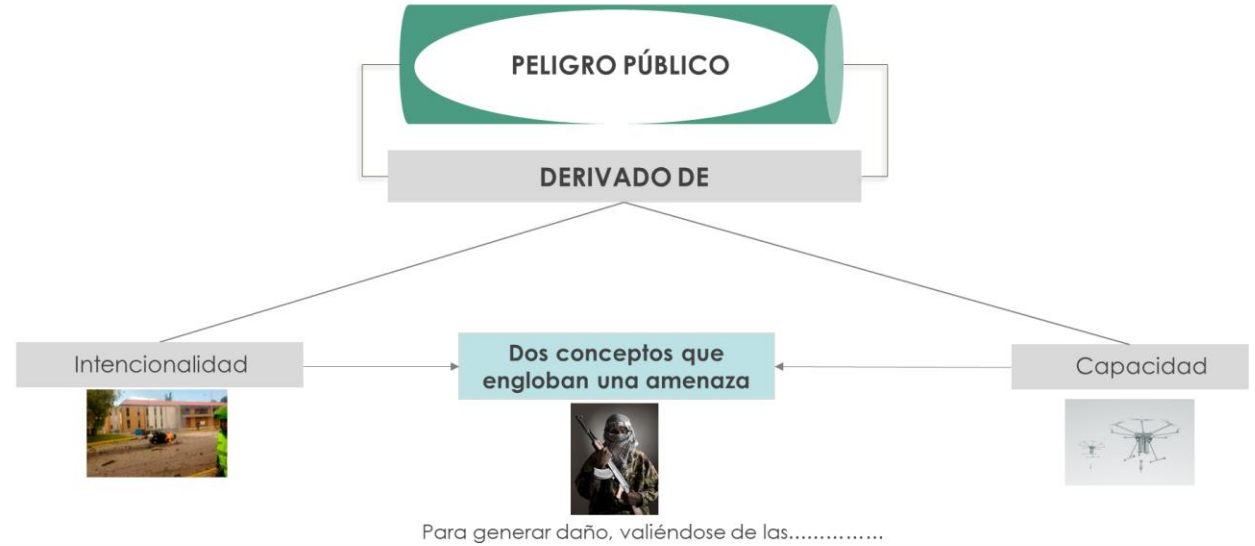 PELIGRO PÚBLICO
DERIVADO DE
Intencionalidad
Dos conceptos que
engloban una amenaza
Capacidad
Para generar daño, valiéndose de las...............